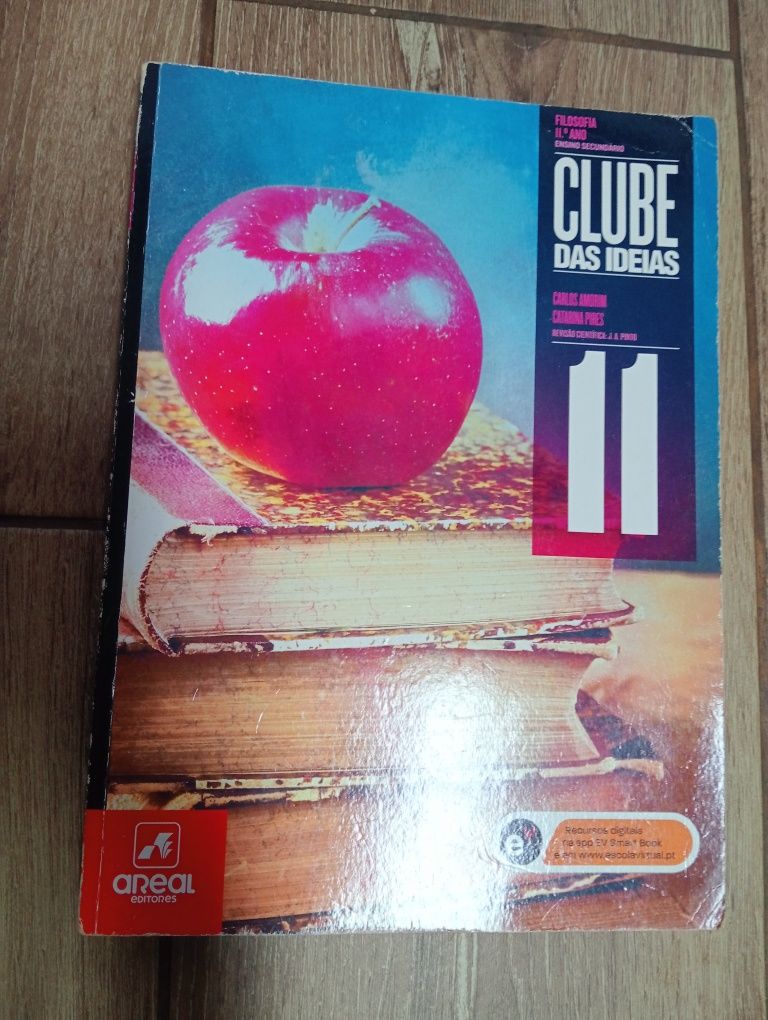 FILOSOFIA
11.º ANO
ENSINO SECUNDÁRIO
CLUBE
DAS IDEIAS
CARLOS AMORIM
CATARINA PIRES
REVISÃO CIENTÍFICA: J. A. PINTO
11
e
Recursos digitais
na app EV Smart Book
e em www.escolavirtual.pt
areal
EDITORES